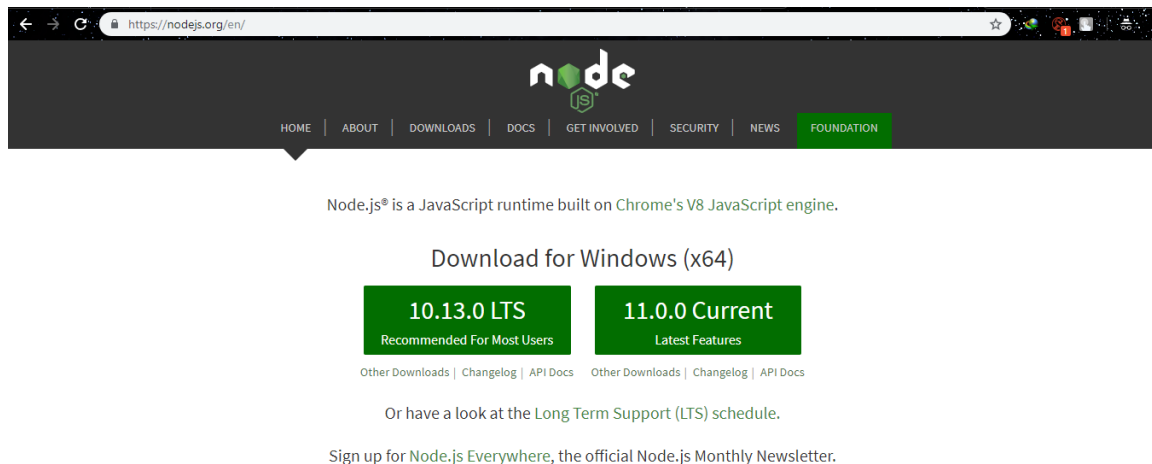 https://nodejs.org/en/
1
node
JS
HOME | ABOUT | DOWNLOADS | DOCS | GET INVOLVED | SECURITY | NEWS FOUNDATION
Node.js® is a JavaScript runtime built on Chrome's V8 JavaScript engine.
Download for Windows (x64)
10.13.0 LTS
Recommended For Most Users
11.0.0 Current
Latest Features
Other Downloads | Changelog | API Docs
Other Downloads | Changelog | API Docs
Or have a look at the Long Term Support (LTS) schedule.
Sign up for Node.js Everywhere, the official Node.js Monthly Newsletter.